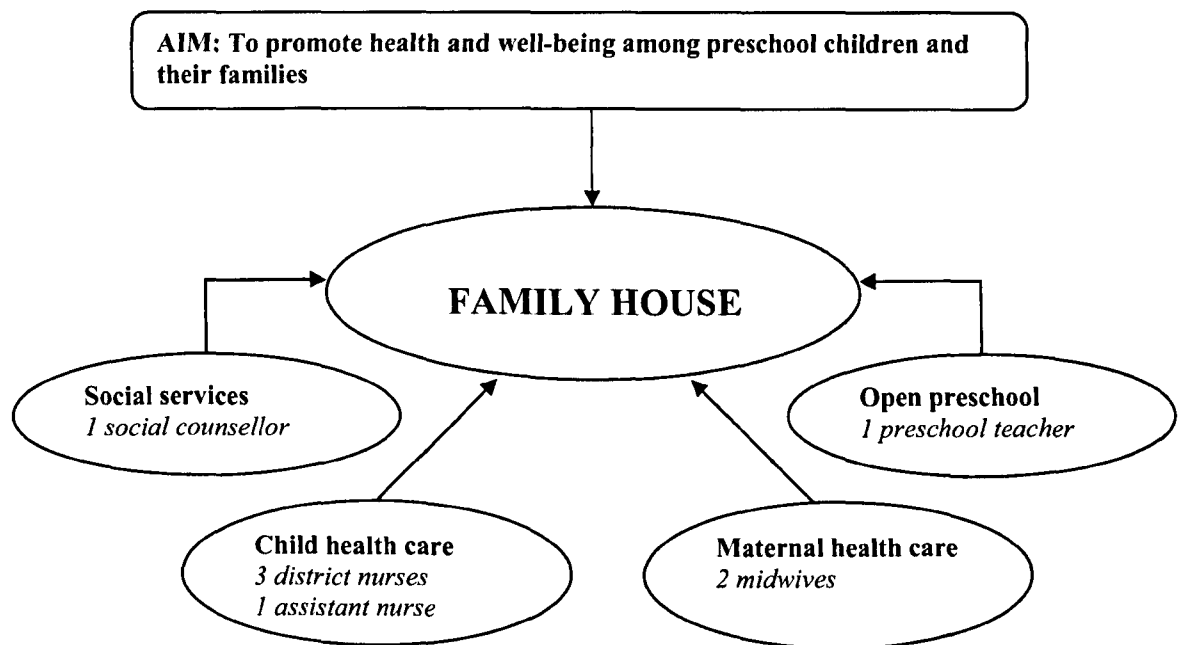 AIM: To promote health and well-being among preschool children and
their families
FAMILY HOUSE
Social services
1 social counsellor
Open preschool
1 preschool teacher
Child health care
3 district nurses
1 assistant nurse
Maternal health care
2 midwives